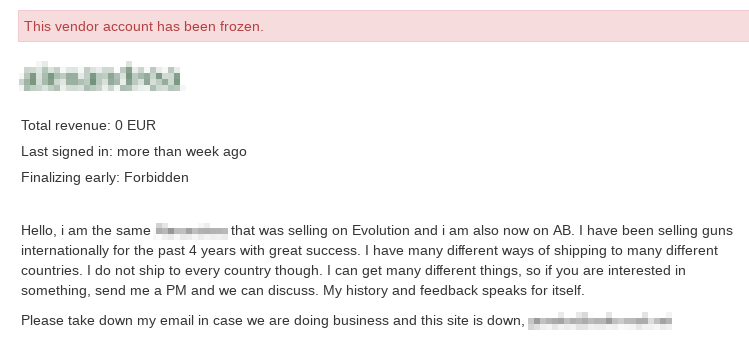 This vendor account has been frozen.
Total revenue: 0 EUR
Last signed in: more than week ago
Finalizing early: Forbidden
Hello, i am the same that was selling on Evolution and i am also now on AB. I have been selling guns
internationally for the past 4 years with great success. I have many different ways of shipping to many different
countries. I do not ship to every country though. I can get many different things, so if you are interested in
something, send me a PM and we can discuss. My history and feedback speaks for itself.
Please take down my email in case we are doing business and this site is down,